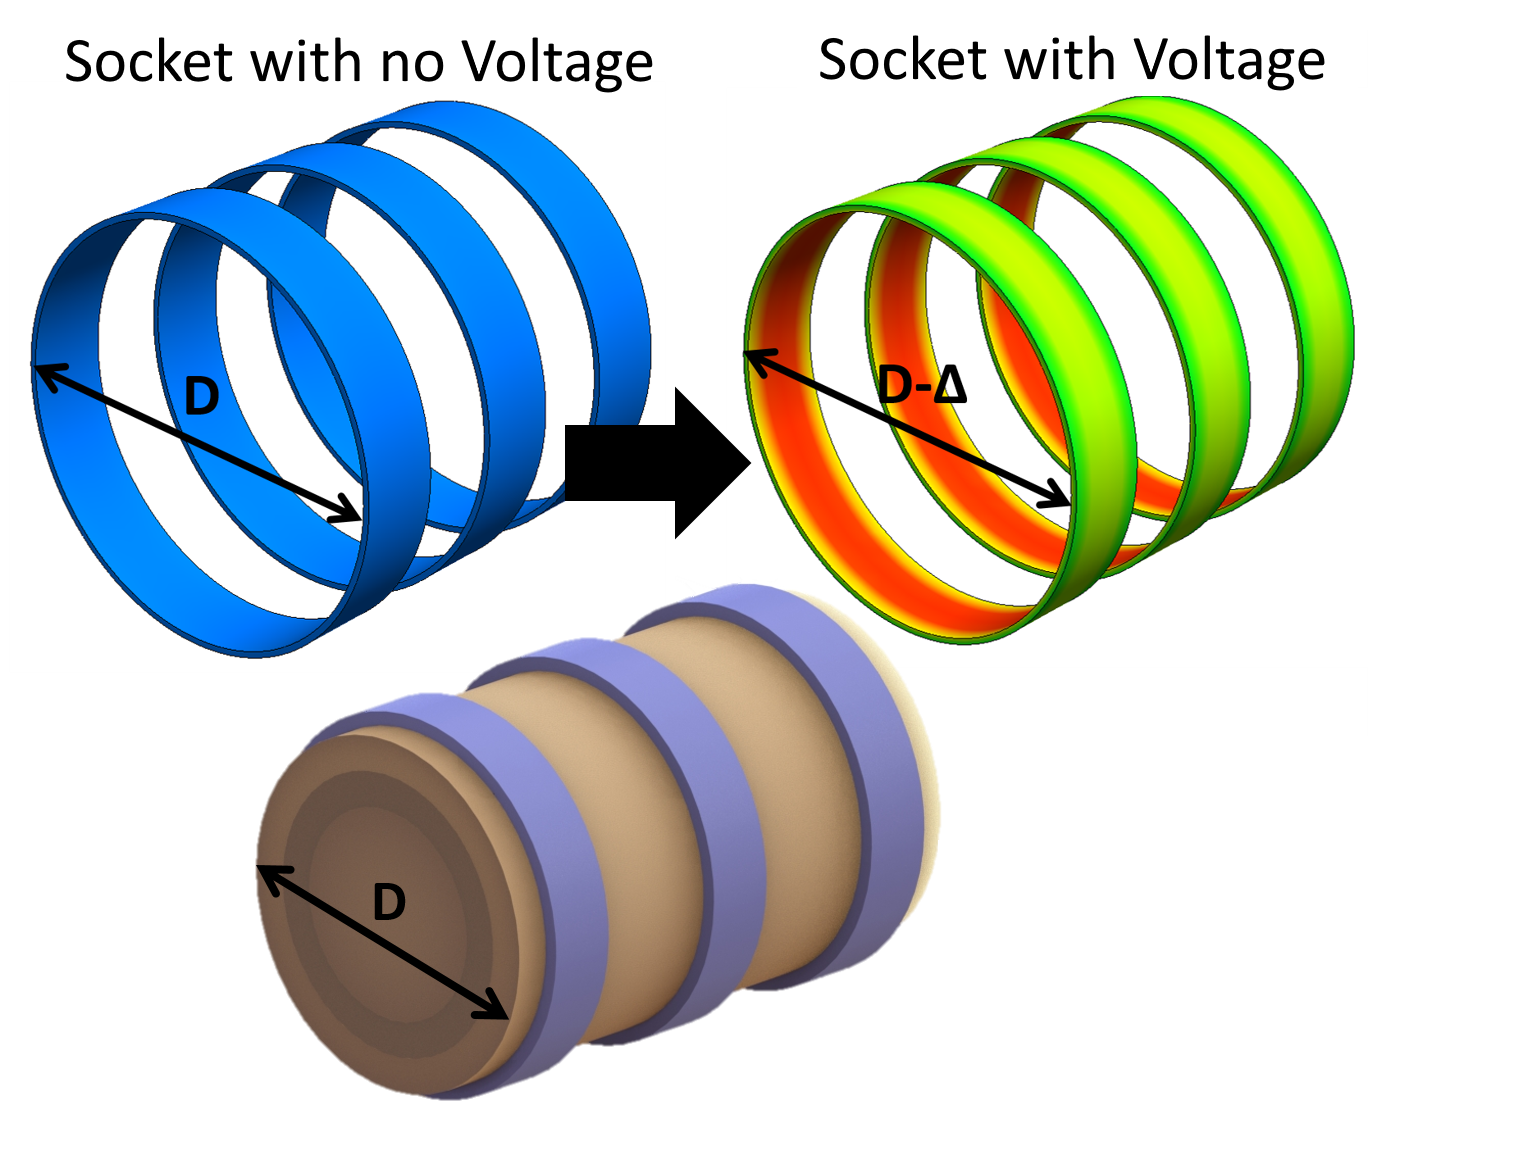 Socket with no Voltage
Socket with Voltage
D
D-Δ
D